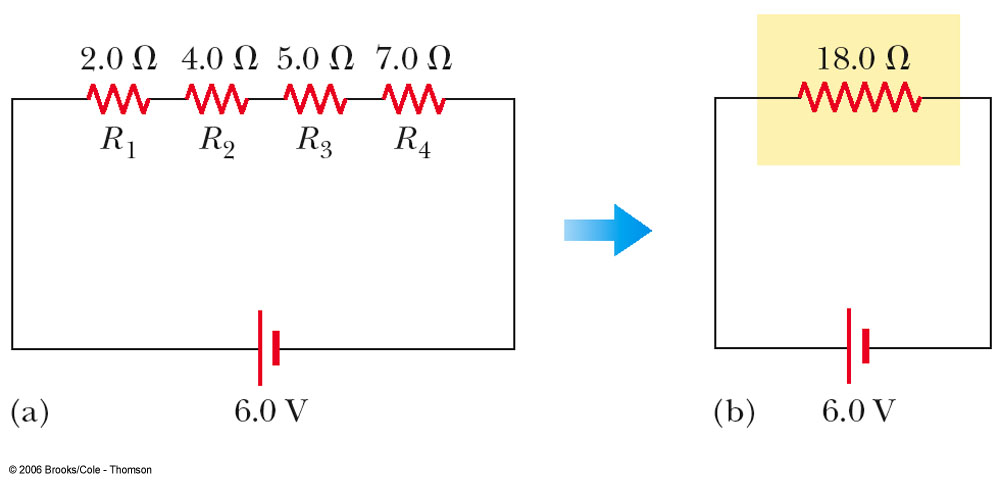 2.0 Ω 4.0 Ω 5.0 Ω 7.0 Ω
R₁ R₂ R₃ R₄
6.0 V
(a)
18.0 Ω
6.0 V
(b)
© 2006 Brooks/Cole - Thomson